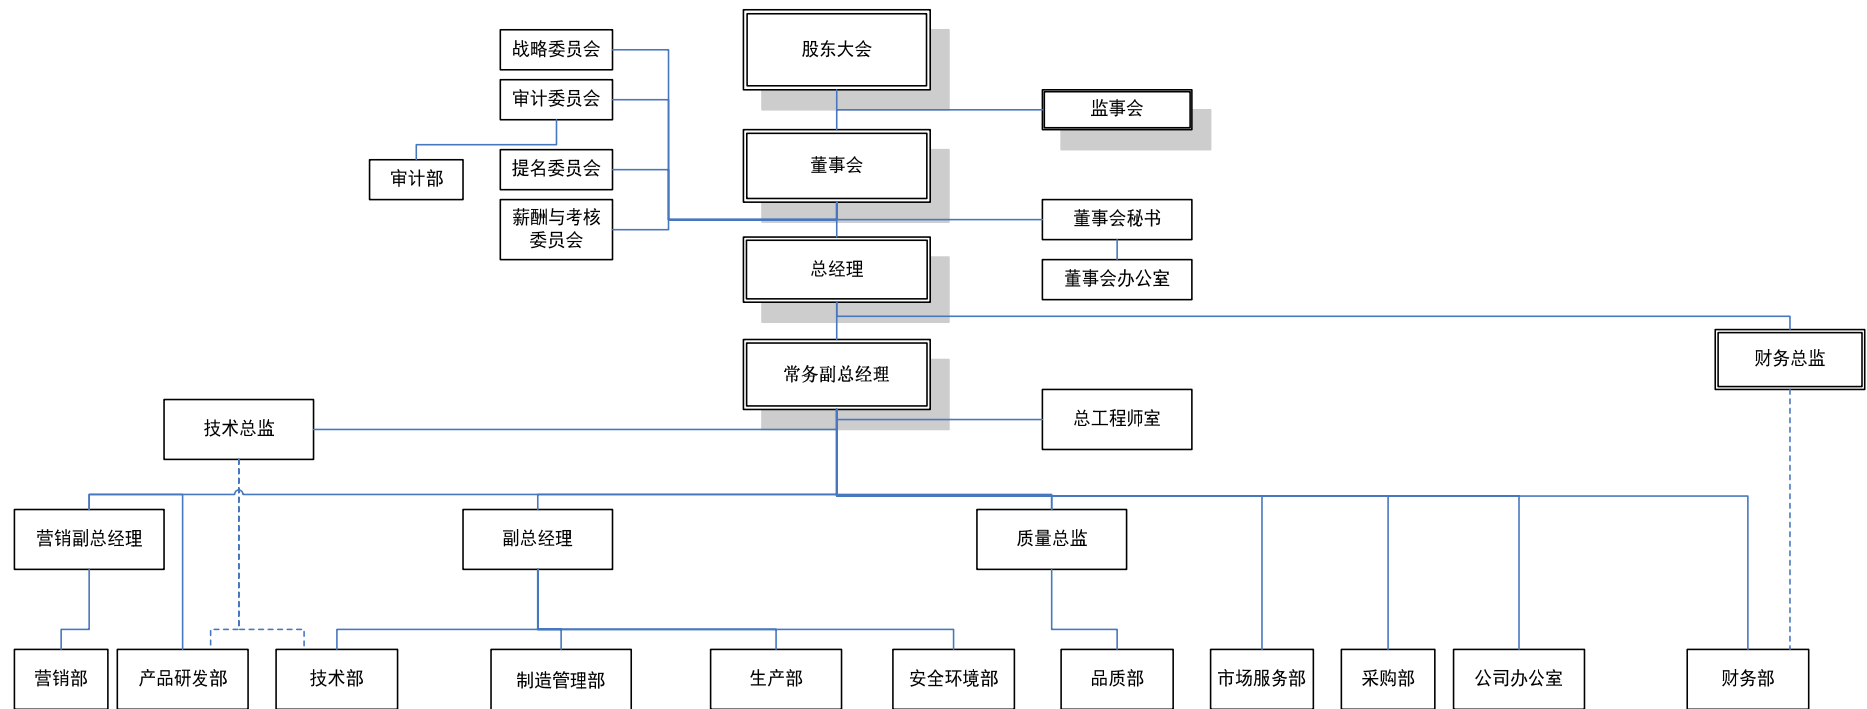 股东大会
战略委员会
审计委员会
监事会
审计部
提名委员会
董事会
薪酬与考核
委员会
董事会秘书
总经理
董事会办公室
常务副总经理
财务总监
技术总监
总工程师室
营销副总经理
副总经理
质量总监
营销部
产品研发部
技术部
制造管理部
生产部
安全环境部
品质部
市场服务部
采购部
公司办公室
财务部